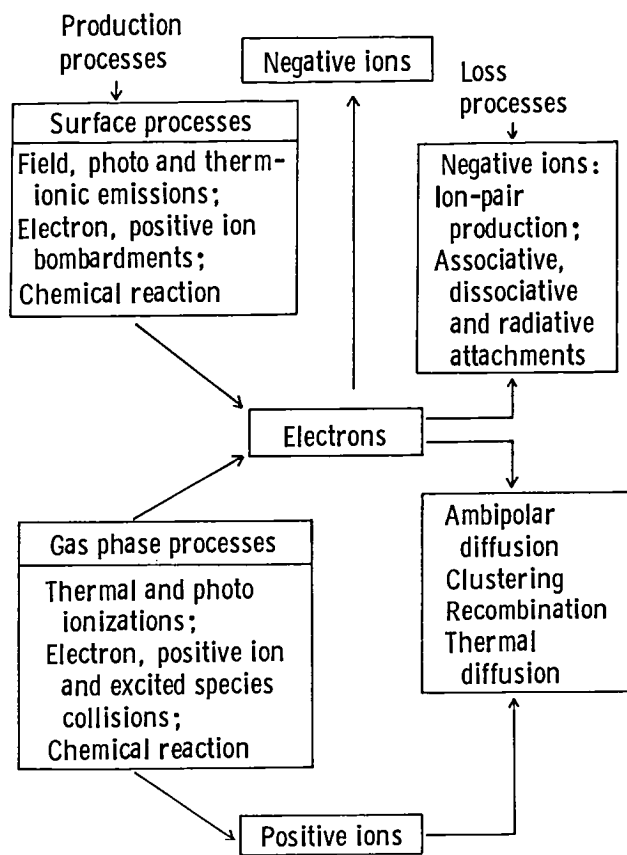 Production
processes
Negative ions
Loss
processes
Surface processes
Field, photo and therm-
ionic emissions;
Electron, positive ion
bombardments;
Chemical reaction
Negative ions:
Ion-pair
production;
Associative,
dissociative
and radiative
attachments
Electrons
Gas phase processes
Thermal and photo
ionizations;
Electron, positive ion
and excited species
collisions;
Chemical reaction
Ambipolar
diffusion
Clustering
Recombination
Thermal
diffusion
Positive ions